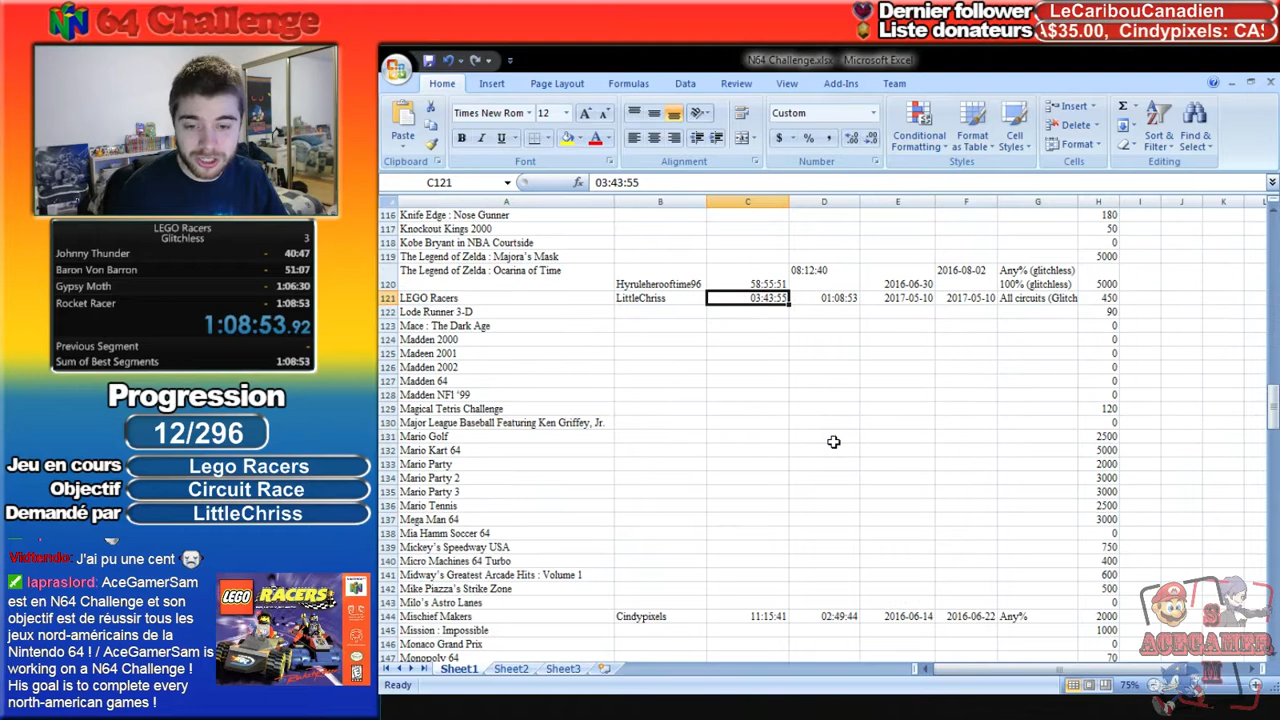 64 Challenge
Dernier follower
LeCaribouCanadien
Liste donateurs
A$35.00, Cindypixels: CA$
LEGO Racers
Glitchless 3
Johnny Thunder - 40:47
Baron Von Barron - 51:07
Gypsy Moth - 1:06:30
Rocket Racer - 1:08:53
1:08:53.92
Previous Segment -
Sum of Best Segments 1:08:53
Progression
12/296
Jeu en cours Lego Racers
Objectif Circuit Race
Demandé par LittleChriss
J'ai pu une cent
lapraslord: AceGamerSam
est en N64 Challenge et son
objectif est de réussir tous les
jeux nord-américains de la
Nintendo 64 ! / AceGamerSam is
working on a N64 Challenge !
His goal is to complete every
north-american games !
LEGO
RACERS
N64 Challenge.xlsx - Microsoft Excel
Home Insert Page Layout Formulas Data Review View Add-Ins Team
Times New Rom 12 Custom
Paste
Conditional Formatting Format as Table Cell Styles
Insert
Delete
Format
Sort & Filter Find & Select
Clipboard Font Alignment Number Styles Cells Editing
C121 fx 03:43:55
A B C D E F G H I J K L
116 Knife Edge : Nose Gunner 180
117 Knockout Kings 2000 50
118 Kobe Bryant in NBA Courtside 0
119 The Legend of Zelda : Majora's Mask 5000
The Legend of Zelda : Ocarina of Time 08:12:40 2016-08-02 Any% (glitchless)
120 Hyruleherooftime96 58:55:51 2016-06-30 100% (glitchless) 5000
121 LEGO Racers LittleChriss 03:43:55 01:08:53 2017-05-10 2017-05-10 All circuits (Glitch 450
122 Lode Runner 3-D 90
123 Mace : The Dark Age 0
124 Madden 2000 0
125 Madeen 2001 0
126 Madden 2002 0
127 Madden 64 0
128 Madden NFl '99 0
129 Magical Tetris Challenge 120
130 Major League Baseball Featuring Ken Griffey, Jr. 0
131 Mario Golf 2500
132 Mario Kart 64 5000
133 Mario Party 2000
134 Mario Party 2 3000
135 Mario Party 3 3000
136 Mario Tennis 2500
137 Mega Man 64 3000
138 Mia Hamm Soccer 64 0
139 Mickey's Speedway USA 750
140 Micro Machines 64 Turbo 400
141 Midway's Greatest Arcade Hits : Volume 1 600
142 Mike Piazza's Strike Zone 500
143 Milo's Astro Lanes 0
144 Mischief Makers Cindypixels 11:15:41 02:49:44 2016-06-14 2016-06-22 Any% 2000
145 Mission : Impossible 1000
146 Monaco Grand Prix 0
147 Monopoly 64 70
Sheet1 Sheet2 Sheet3
Ready 75%
ACEGAMER